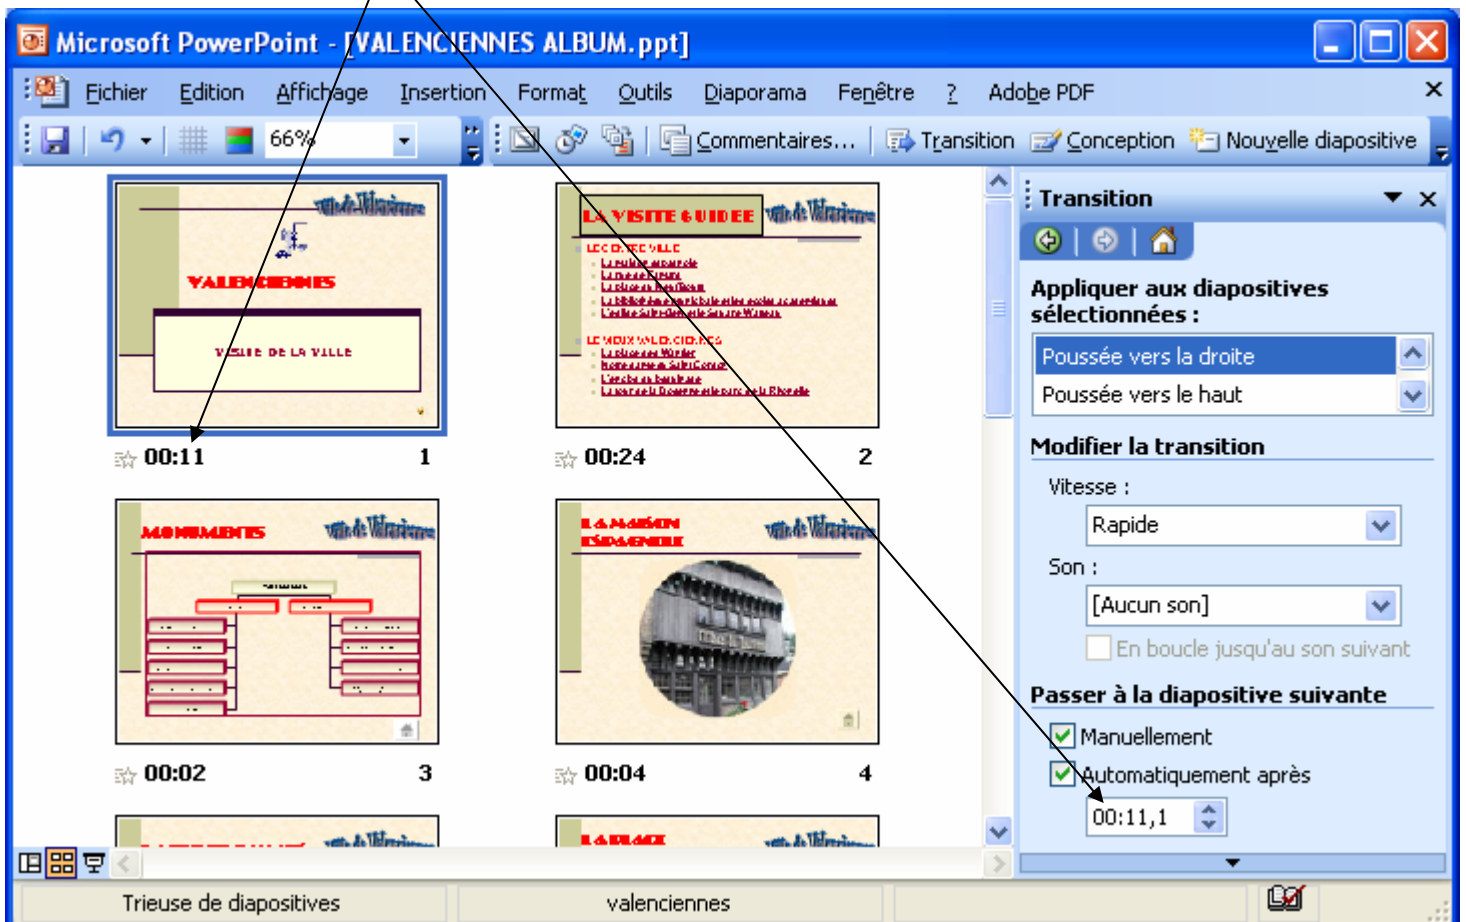 Microsoft PowerPoint - [VALENCIENNES ALBUM.ppt]
Fichier Edition Affichage Insertion Format Outils Diaporama Fenêtre ? Adobe PDF
66% Commentaires... Transition Conception Nouvelle diapositive
VALENCIENNES
VISITE DE LA VILLE
00:11 1
LA VISITE GUIDEE
00:24 2
MONUMENTS
00:02 3
LA MAISON
ESPAGNOLE
00:04 4
Transition
Appliquer aux diapositives
sélectionnées :
Poussée vers la droite
Poussée vers le haut
Modifier la transition
Vitesse :
Rapide
Son :
[Aucun son]
En boucle jusqu'au son suivant
Passer à la diapositive suivante
Manuellement
Automatiquement après
00:11,1
Trieuse de diapositives valenciennes